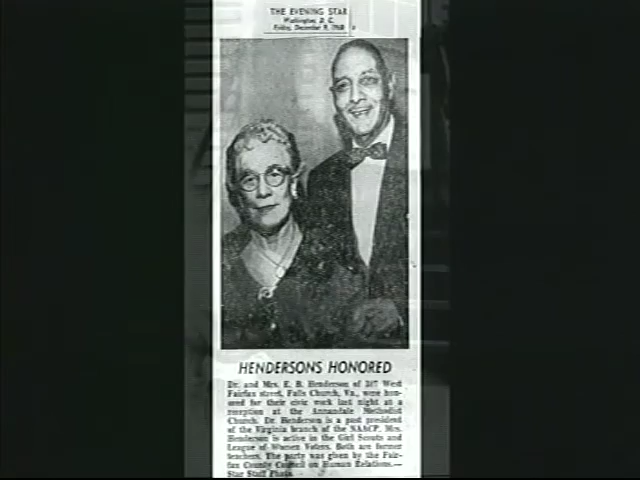 THE EVENING STAR
Washington, D. C.
Friday, December 9, 1960
HENDERSONS HONORED
Dr. and Mrs. E. B. Henderson of 307 West
Fairfax street, Falls Church, Va., were hon-
ored for their civic work last night at a
reception at the Annandale Methodist
Church. Dr. Henderson is a past president
of the Virginia branch of the NAACP. Mrs.
Henderson is active in the Girl Scouts and
League of Women Voters. Both are former
teachers. The party was given by the Fair-
fax County Council on Human Relations.—
Star Staff Photo.